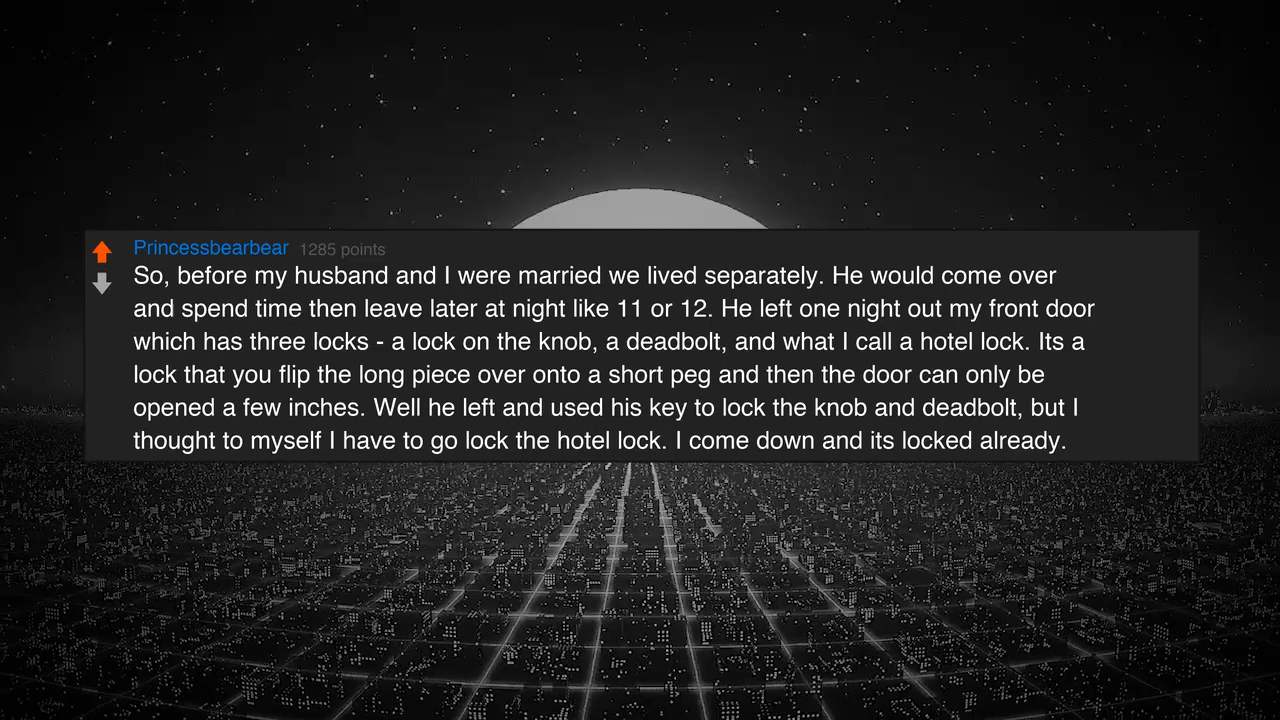 Princessbearbear 1285 points
So, before my husband and I were married we lived separately. He would come over
and spend time then leave later at night like 11 or 12. He left one night out my front door
which has three locks - a lock on the knob, a deadbolt, and what I call a hotel lock. Its a
lock that you flip the long piece over onto a short peg and then the door can only be
opened a few inches. Well he left and used his key to lock the knob and deadbolt, but I
thought to myself I have to go lock the hotel lock. I come down and its locked already.